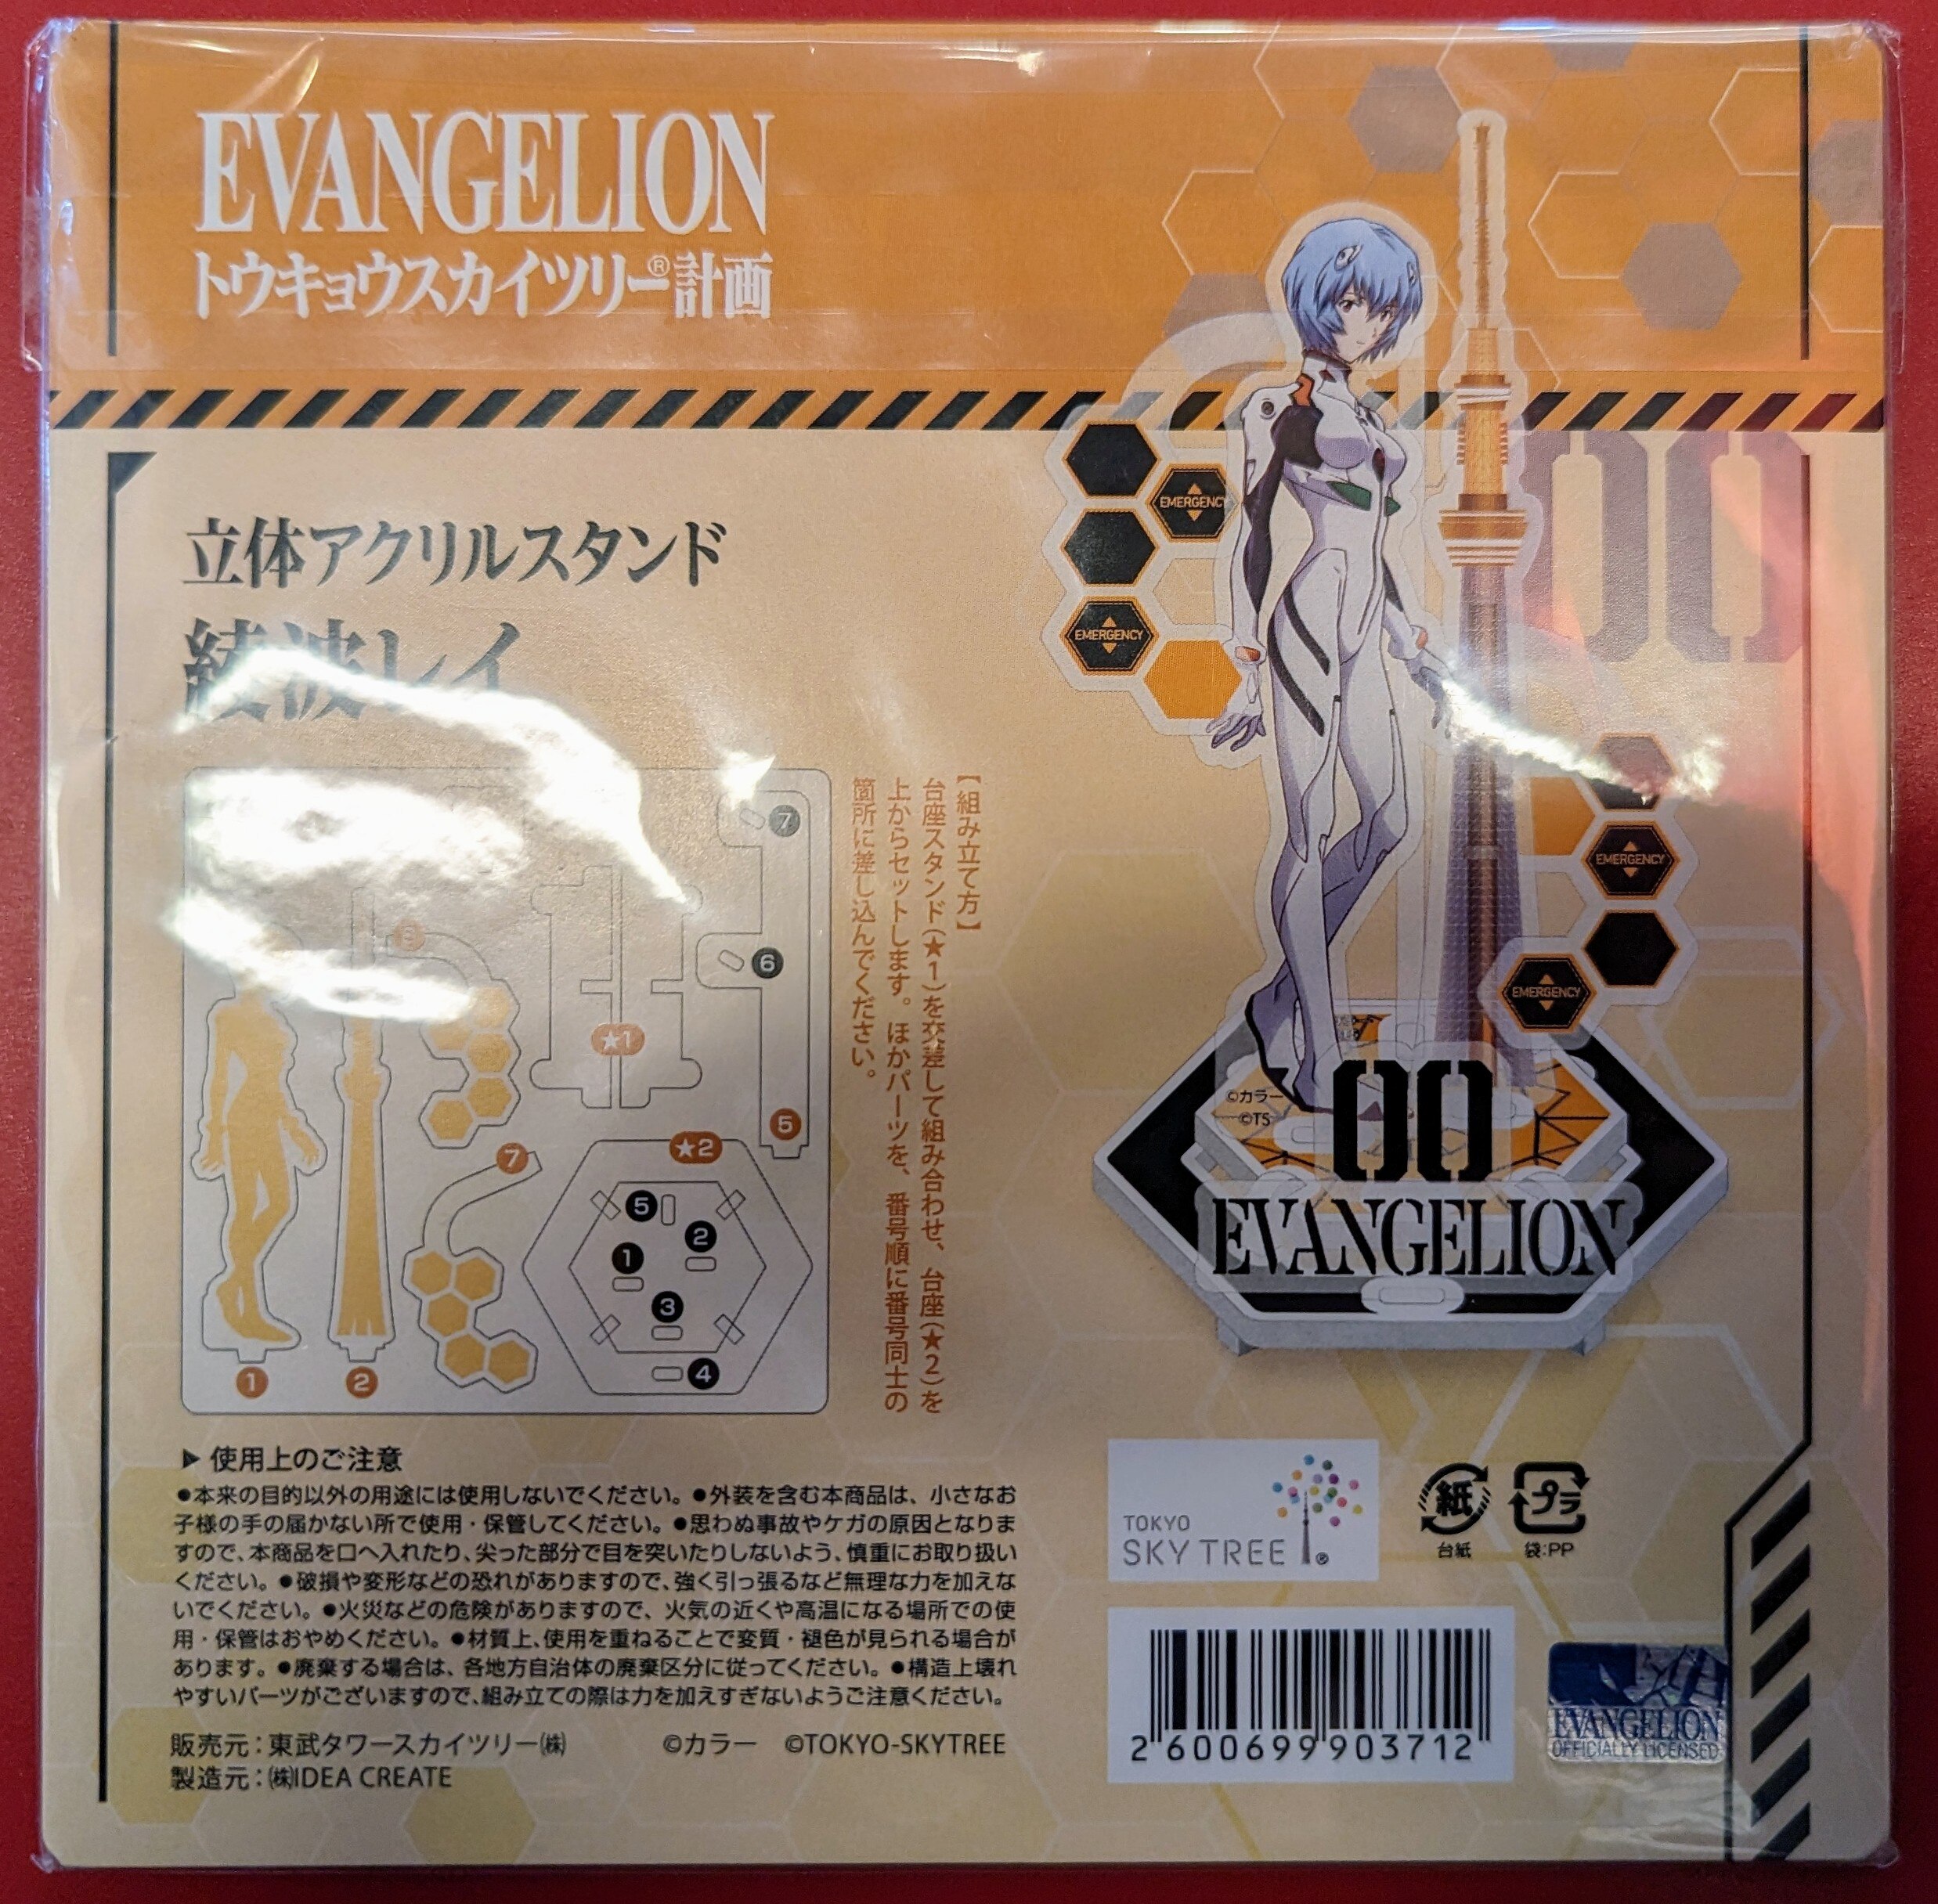 EVANGELION
トウキョウスカイツリー®計画
立体アクリルスタンド
綾波レイ
EMERGENC
EMERGENCY
00
EMERGENCY
EMERGENCY
©カラー
©TS
00
EVANGELION
7
6
★1
5
7
★2
5
2
1
3
4
1
2
【組み立て方】
台座スタンド(★1)を交差して組み合わせ、台座(★2)を
上からセットします。ほかパーツを、番号順に番号同士の
箇所に差し込んでください。
▶使用上のご注意
●本来の目的以外の用途には使用しないでください。●外装を含む本商品は、小さなお
子様の手の届かない所で使用・保管してください。●思わぬ事故やケガの原因となりま
すので、本商品を口へ入れたり、尖った部分で目を突いたりしないよう、慎重にお取り扱い
ください。●破損や変形などの恐れがありますので、強く引っ張るなど無理な力を加えな
いでください。●火災などの危険がありますので、火気の近くや高温になる場所での使
用・保管はおやめください。●材質上、使用を重ねることで変質・褪色が見られる場合が
あります。●廃棄する場合は、各地方自治体の廃棄区分に従ってください。●構造上壊れ
やすいパーツがございますので、組み立ての際は力を加えすぎないようご注意ください。
販売元：東武タワースカイツリー㈱ ©カラー ©TOKYO-SKYTREE
製造元：㈱IDEA CREATE
TOKYO
SKYTREE®
紙
台紙
プラ
袋:PP
2 600699 903712
EVANGELION
OFFICIALLY LICENSED